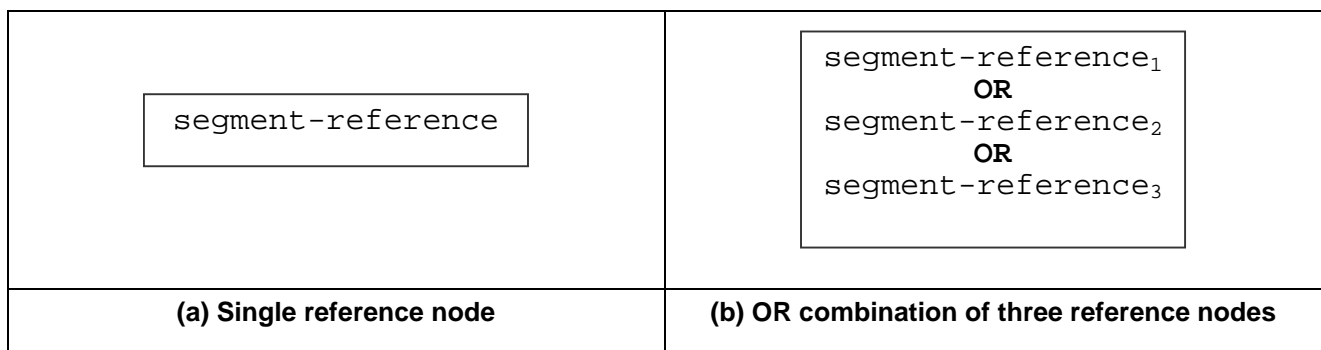 segment-reference
segment-reference₁
OR
segment-reference₂
OR
segment-reference₃
(a) Single reference node
(b) OR combination of three reference nodes